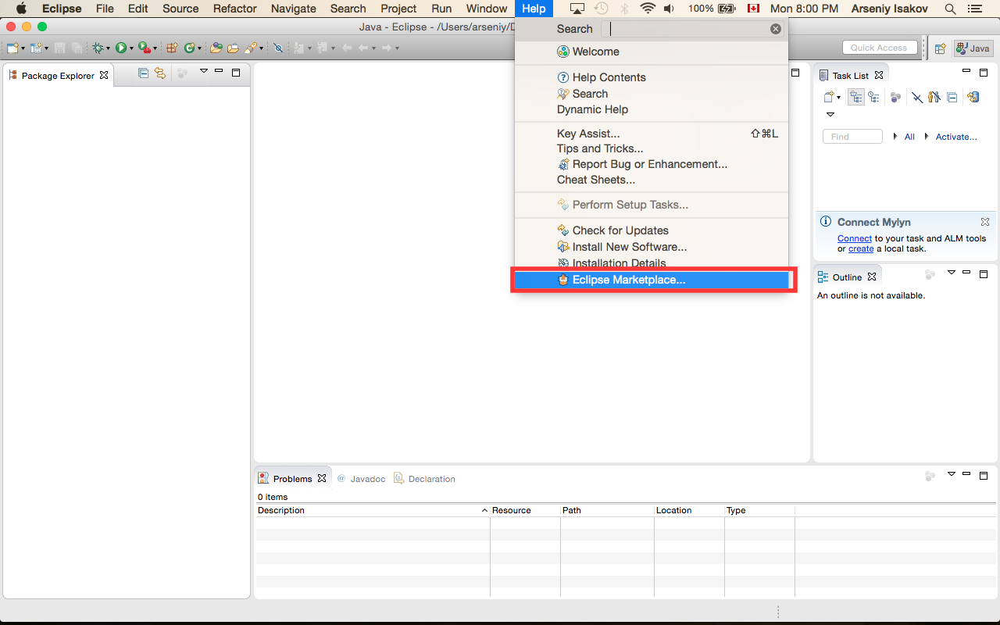 Eclipse File Edit Source Refactor Navigate Search Project Run Window Help 100% Mon 8:00 PM Arseniy Isakov
Java - Eclipse - /Users/arseniy/D
Quick Access Java
Search
Welcome
Help Contents
Search
Dynamic Help
Key Assist... ⇧⌘L
Tips and Tricks...
Report Bug or Enhancement...
Cheat Sheets...
Perform Setup Tasks...
Check for Updates
Install New Software...
Installation Details
Eclipse Marketplace...
Package Explorer
Task List
Find All Activate...
Connect Mylyn
Connect to your task and ALM tools
or create a local task.
Outline
An outline is not available.
Problems @ Javadoc Declaration
0 items
Description Resource Path Location Type